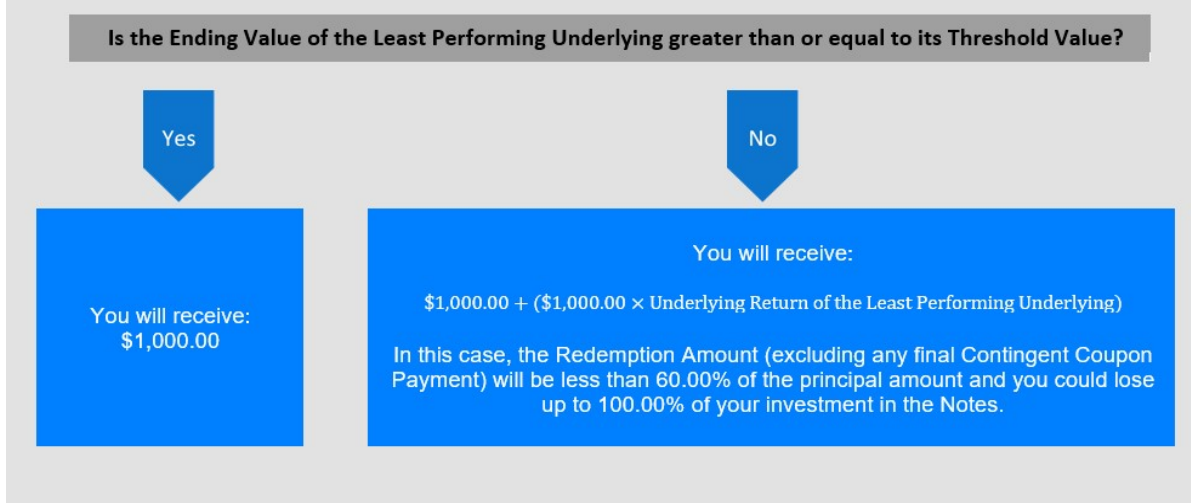 Is the Ending Value of the Least Performing Underlying greater than or equal to its Threshold Value?
Yes
No
You will receive:
$1,000.00
You will receive:
$1,000.00 + ($1,000.00 × Underlying Return of the Least Performing Underlying)
In this case, the Redemption Amount (excluding any final Contingent Coupon
Payment) will be less than 60.00% of the principal amount and you could lose
up to 100.00% of your investment in the Notes.